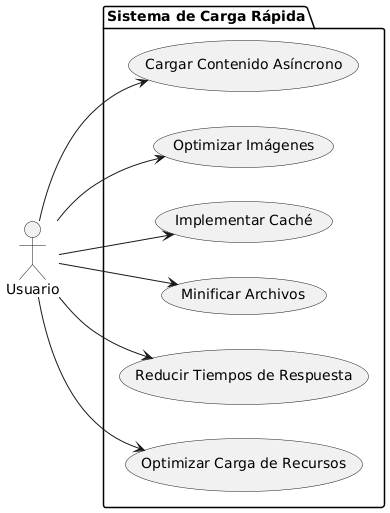 Sistema de Carga Rápida
Cargar Contenido Asíncrono
Optimizar Imágenes
Implementar Caché
Usuario
Minificar Archivos
Reducir Tiempos de Respuesta
Optimizar Carga de Recursos